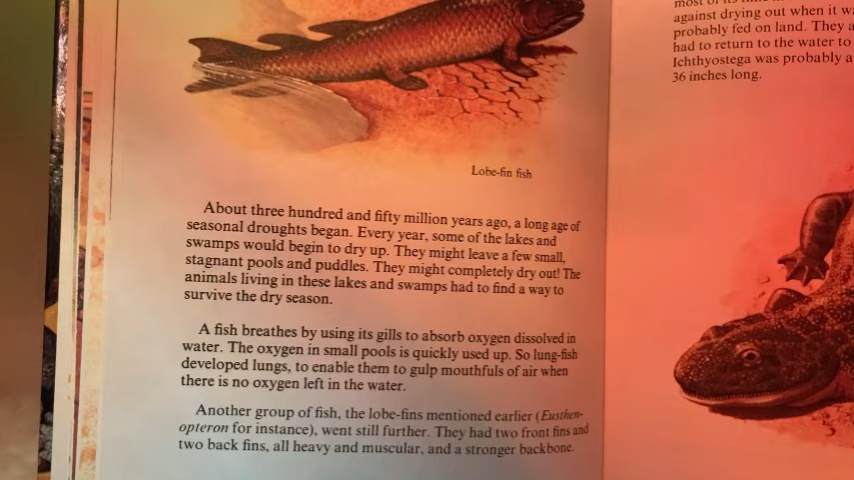 Lobe-fin fish
About three hundred and fifty million years ago, a long age of
seasonal droughts began. Every year, some of the lakes and
swamps would begin to dry up. They might leave a few small,
stagnant pools and puddles. They might completely dry out! The
animals living in these lakes and swamps had to find a way to
survive the dry season.
A fish breathes by using its gills to absorb oxygen dissolved in
water. The oxygen in small pools is quickly used up. So lung-fish
developed lungs, to enable them to gulp mouthfuls of air when
there is no oxygen left in the water.
Another group of fish, the lobe-fins mentioned earlier (Eusthen-
opteron for instance), went still further. They had two front fins and
two back fins, all heavy and muscular, and a stronger backbone.
against drying out when it
probably fed on land. They
had to return to the water to
Ichthyostega was probably
36 inches long.